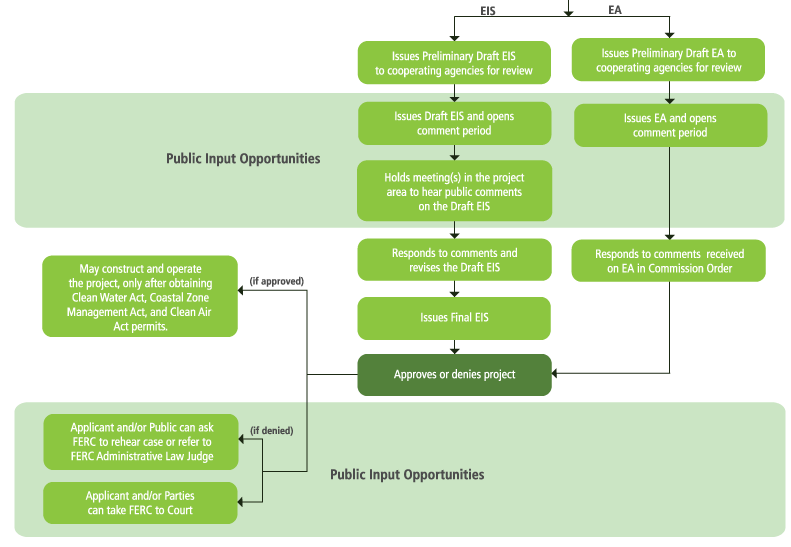 EIS
EA
Issues Preliminary Draft EIS
to cooperating agencies for review
Issues Preliminary Draft EA to
cooperating agencies for review
Issues Draft EIS and opens
comment period
Issues EA and opens
comment period
Public Input Opportunities
Holds meeting(s) in the project
area to hear public comments
on the Draft EIS
Responds to comments and
revises the Draft EIS
Responds to comments received
on EA in Commission Order
May construct and operate
the project, only after obtaining
Clean Water Act, Coastal Zone
Management Act, and Clean Air
Act permits.
(if approved)
Issues Final EIS
Approves or denies project
Applicant and/or Public can ask
FERC to rehear case or refer to
FERC Administrative Law Judge
(if denied)
Public Input Opportunities
Applicant and/or Parties
can take FERC to Court